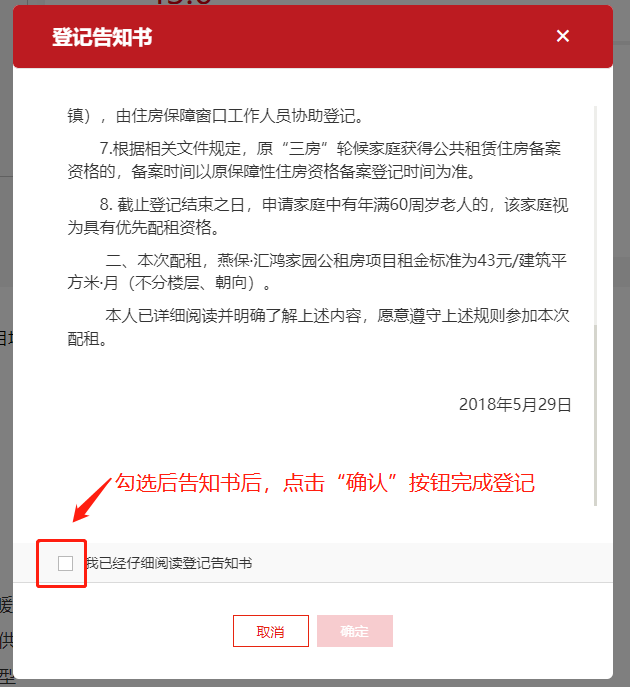 登记告知书
镇），由住房保障窗口工作人员协助登记。
7.根据相关文件规定，原“三房”轮候家庭获得公共租赁住房备案
资格的，备案时间以原保障性住房资格备案登记时间为准。
8. 截止登记结束之日，申请家庭中有年满60周岁老人的，该家庭视
为具有优先配租资格。
二、本次配租，燕保·汇鸿家园公租房项目租金标准为43元/建筑平
方米·月（不分楼层、朝向）。
本人已详细阅读并明确了解上述内容，愿意遵守上述规则参加本次
配租。
2018年5月29日
勾选后告知书后，点击“确认”按钮完成登记
我已经仔细阅读登记告知书
取消 确定
暖
供
型